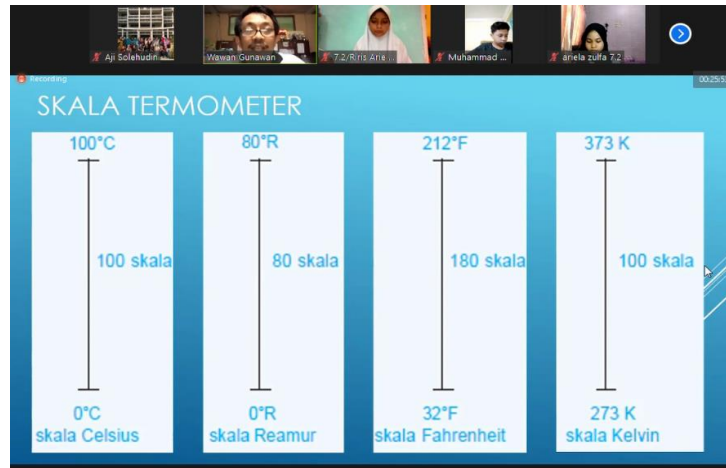 Aji Solehudin
Wawan Gunawan
7.2/Riris Arie ...
Muhammad ...
ariela zulfa 7.2
Recording
SKALA TERMOMETER
100°C
100 skala
0°C
skala Celsius
80°R
80 skala
0°R
skala Reamur
212°F
180 skala
32°F
skala Fahrenheit
373 K
100 skala
273 K
skala Kelvin